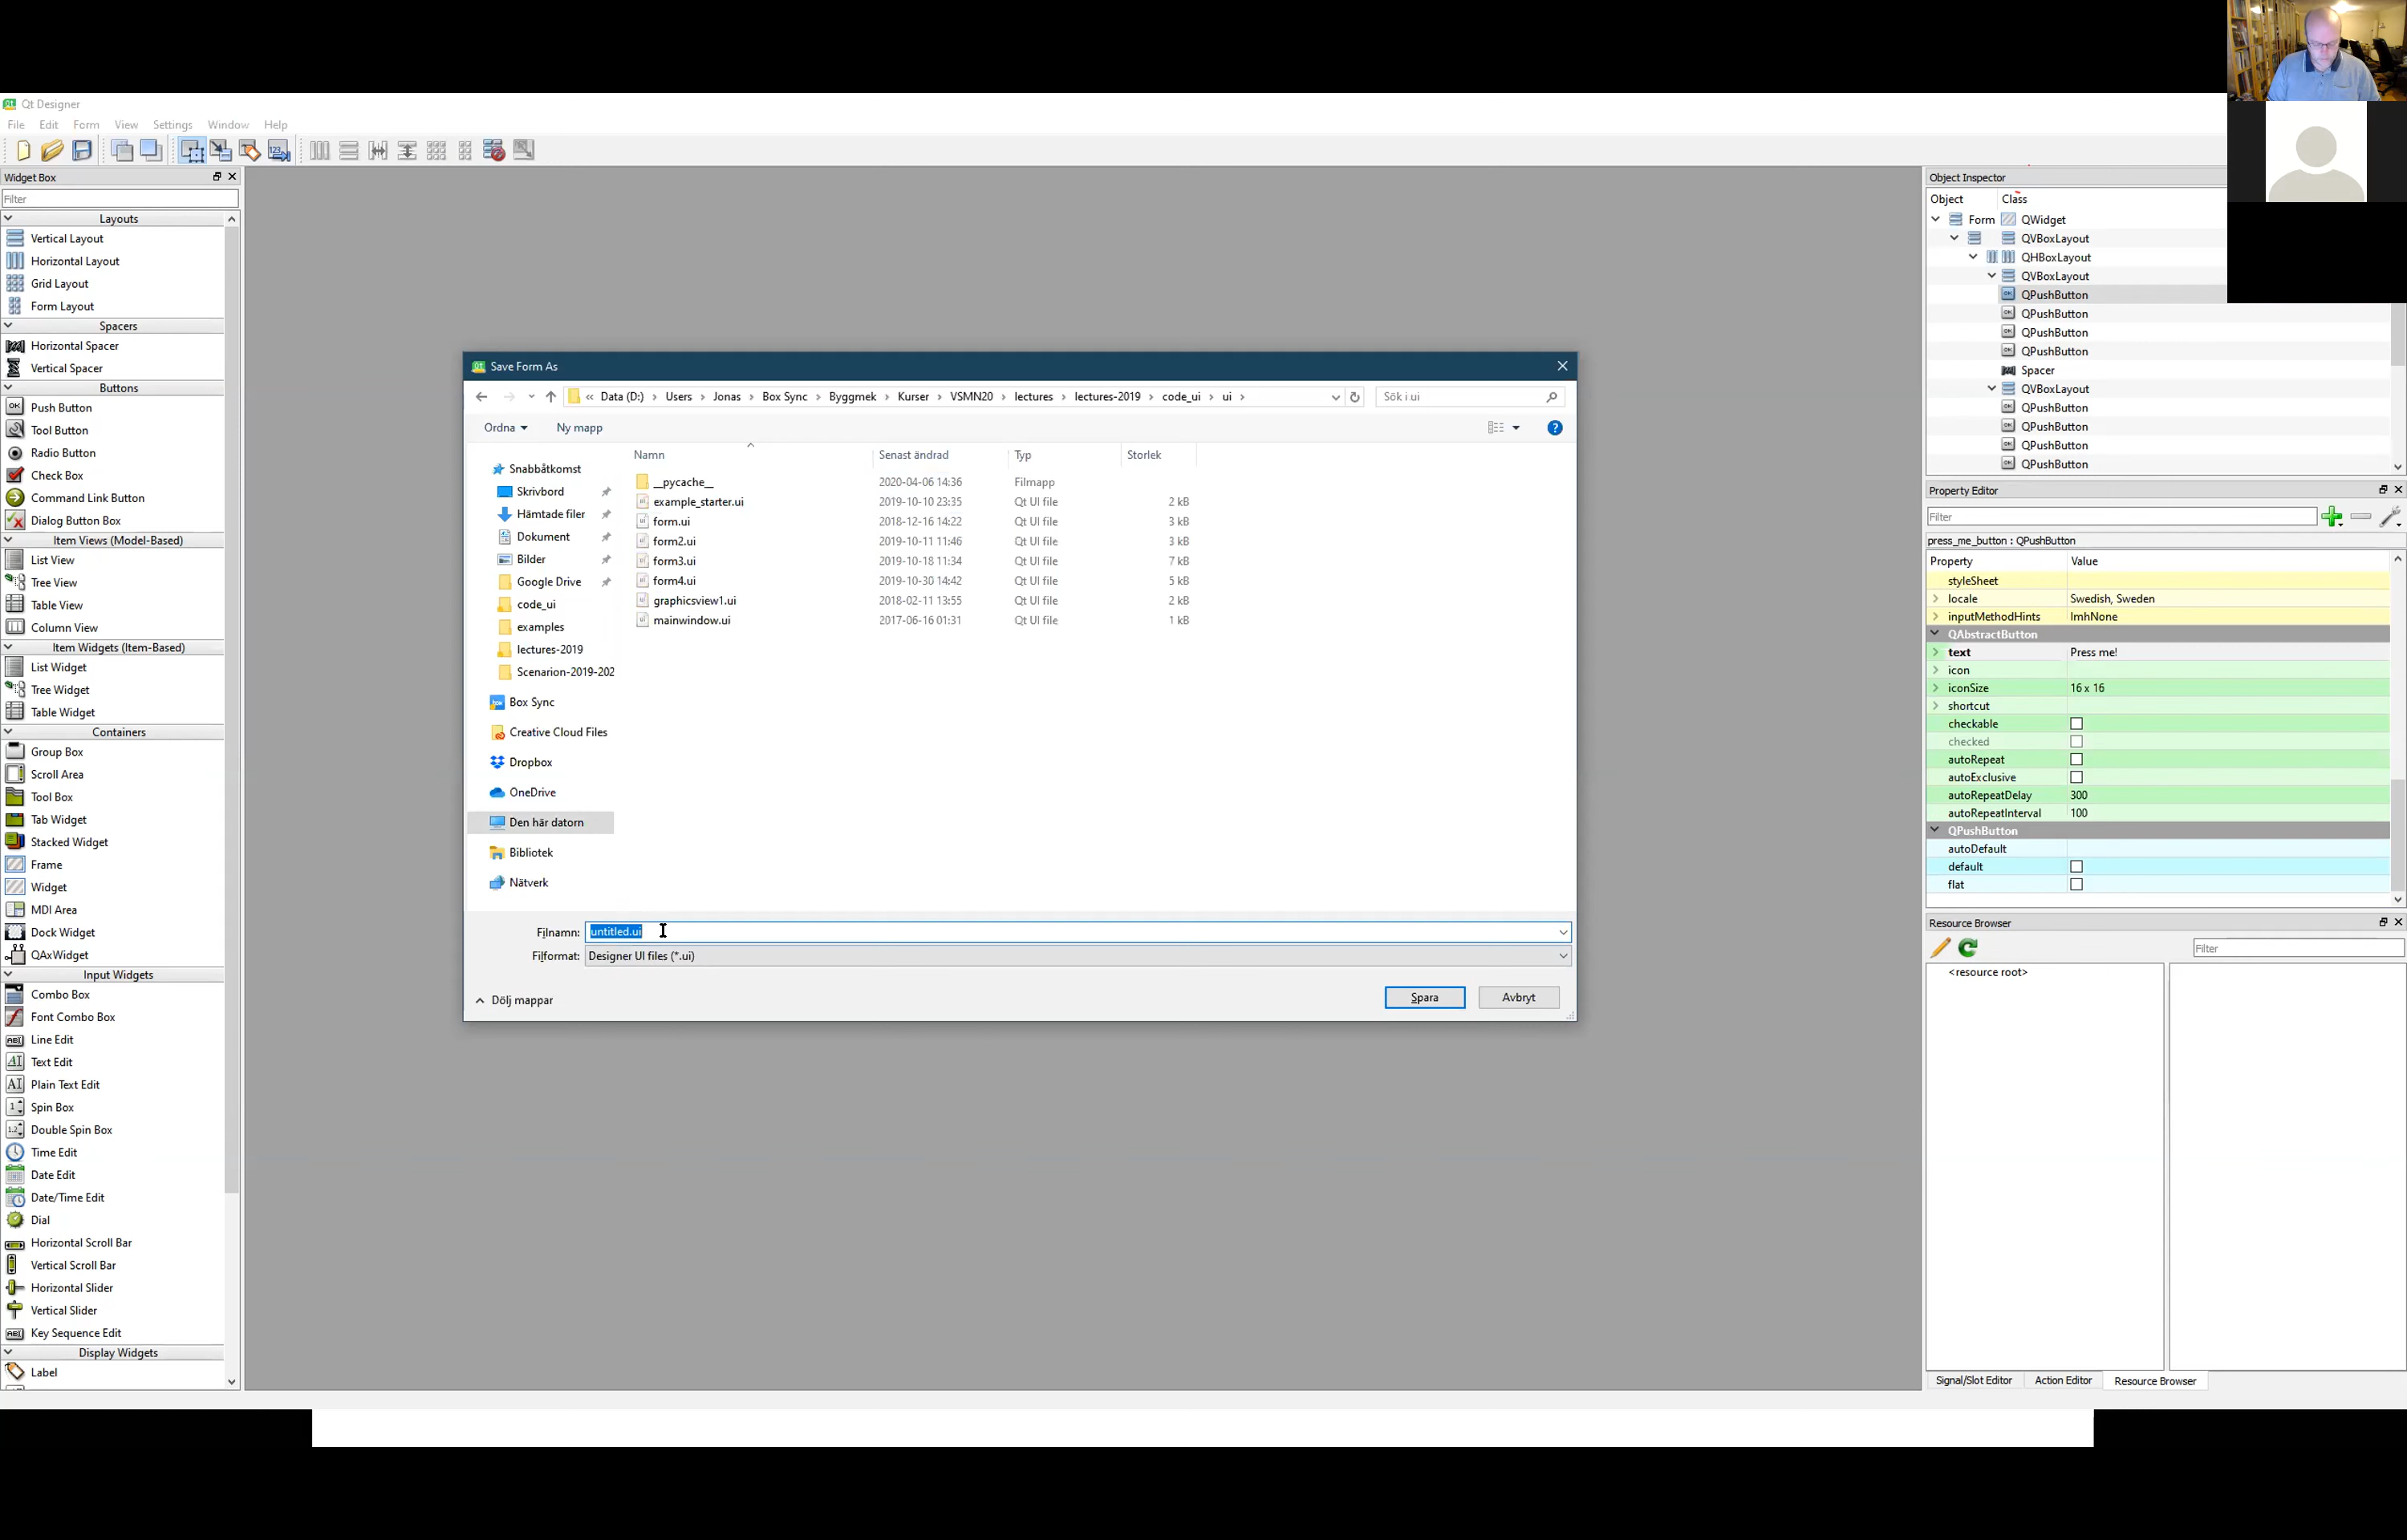 Qt Designer
File Edit Form View Settings Window Help
Widget Box
Filter
Layouts
Vertical Layout
Horizontal Layout
Grid Layout
Form Layout
Spacers
Horizontal Spacer
Vertical Spacer
Buttons
Push Button
Tool Button
Radio Button
Check Box
Command Link Button
Dialog Button Box
Item Views (Model-Based)
List View
Tree View
Table View
Column View
Item Widgets (Item-Based)
List Widget
Tree Widget
Table Widget
Containers
Group Box
Scroll Area
Tool Box
Tab Widget
Stacked Widget
Frame
Widget
MDI Area
Dock Widget
QAxWidget
Input Widgets
Combo Box
Font Combo Box
Line Edit
Text Edit
Plain Text Edit
Spin Box
Double Spin Box
Time Edit
Date Edit
Date/Time Edit
Dial
Horizontal Scroll Bar
Vertical Scroll Bar
Horizontal Slider
Vertical Slider
Key Sequence Edit
Display Widgets
Label
Save Form As
« Data (D:) › Users › Jonas › Box Sync › Byggmek › Kurser › VSMN20 › lectures › lectures-2019 › code_ui › ui ›
Sök i ui
Ordna Ny mapp
Snabbåtkomst
Skrivbord
Hämtade filer
Dokument
Bilder
Google Drive
code_ui
examples
lectures-2019
Scenarion-2019-202
Box Sync
Creative Cloud Files
Dropbox
OneDrive
Den här datorn
Bibliotek
Nätverk
Namn Senast ändrad Typ Storlek
__pycache__ 2020-04-06 14:36 Filmapp
example_starter.ui 2019-10-10 23:35 Qt UI file 2 kB
form.ui 2018-12-16 14:22 Qt UI file 3 kB
form2.ui 2019-10-11 11:46 Qt UI file 3 kB
form3.ui 2019-10-18 11:34 Qt UI file 7 kB
form4.ui 2019-10-30 14:42 Qt UI file 5 kB
graphicsview1.ui 2018-02-11 13:55 Qt UI file 2 kB
mainwindow.ui 2017-06-16 01:31 Qt UI file 1 kB
Filnamn: untitled.ui
Filformat: Designer UI files (*.ui)
Dölj mappar
Spara Avbryt
Object Inspector
Object Class
Form QWidget
QVBoxLayout
QHBoxLayout
QVBoxLayout
QPushButton
QPushButton
QPushButton
QPushButton
Spacer
QVBoxLayout
QPushButton
QPushButton
QPushButton
QPushButton
Property Editor
Filter
press_me_button : QPushButton
Property Value
styleSheet
locale Swedish, Sweden
inputMethodHints ImhNone
QAbstractButton
text Press me!
icon
iconSize 16 x 16
shortcut
checkable
checked
autoRepeat
autoExclusive
autoRepeatDelay 300
autoRepeatInterval 100
QPushButton
autoDefault
default
flat
Resource Browser
Filter
<resource root>
Signal/Slot Editor Action Editor Resource Browser